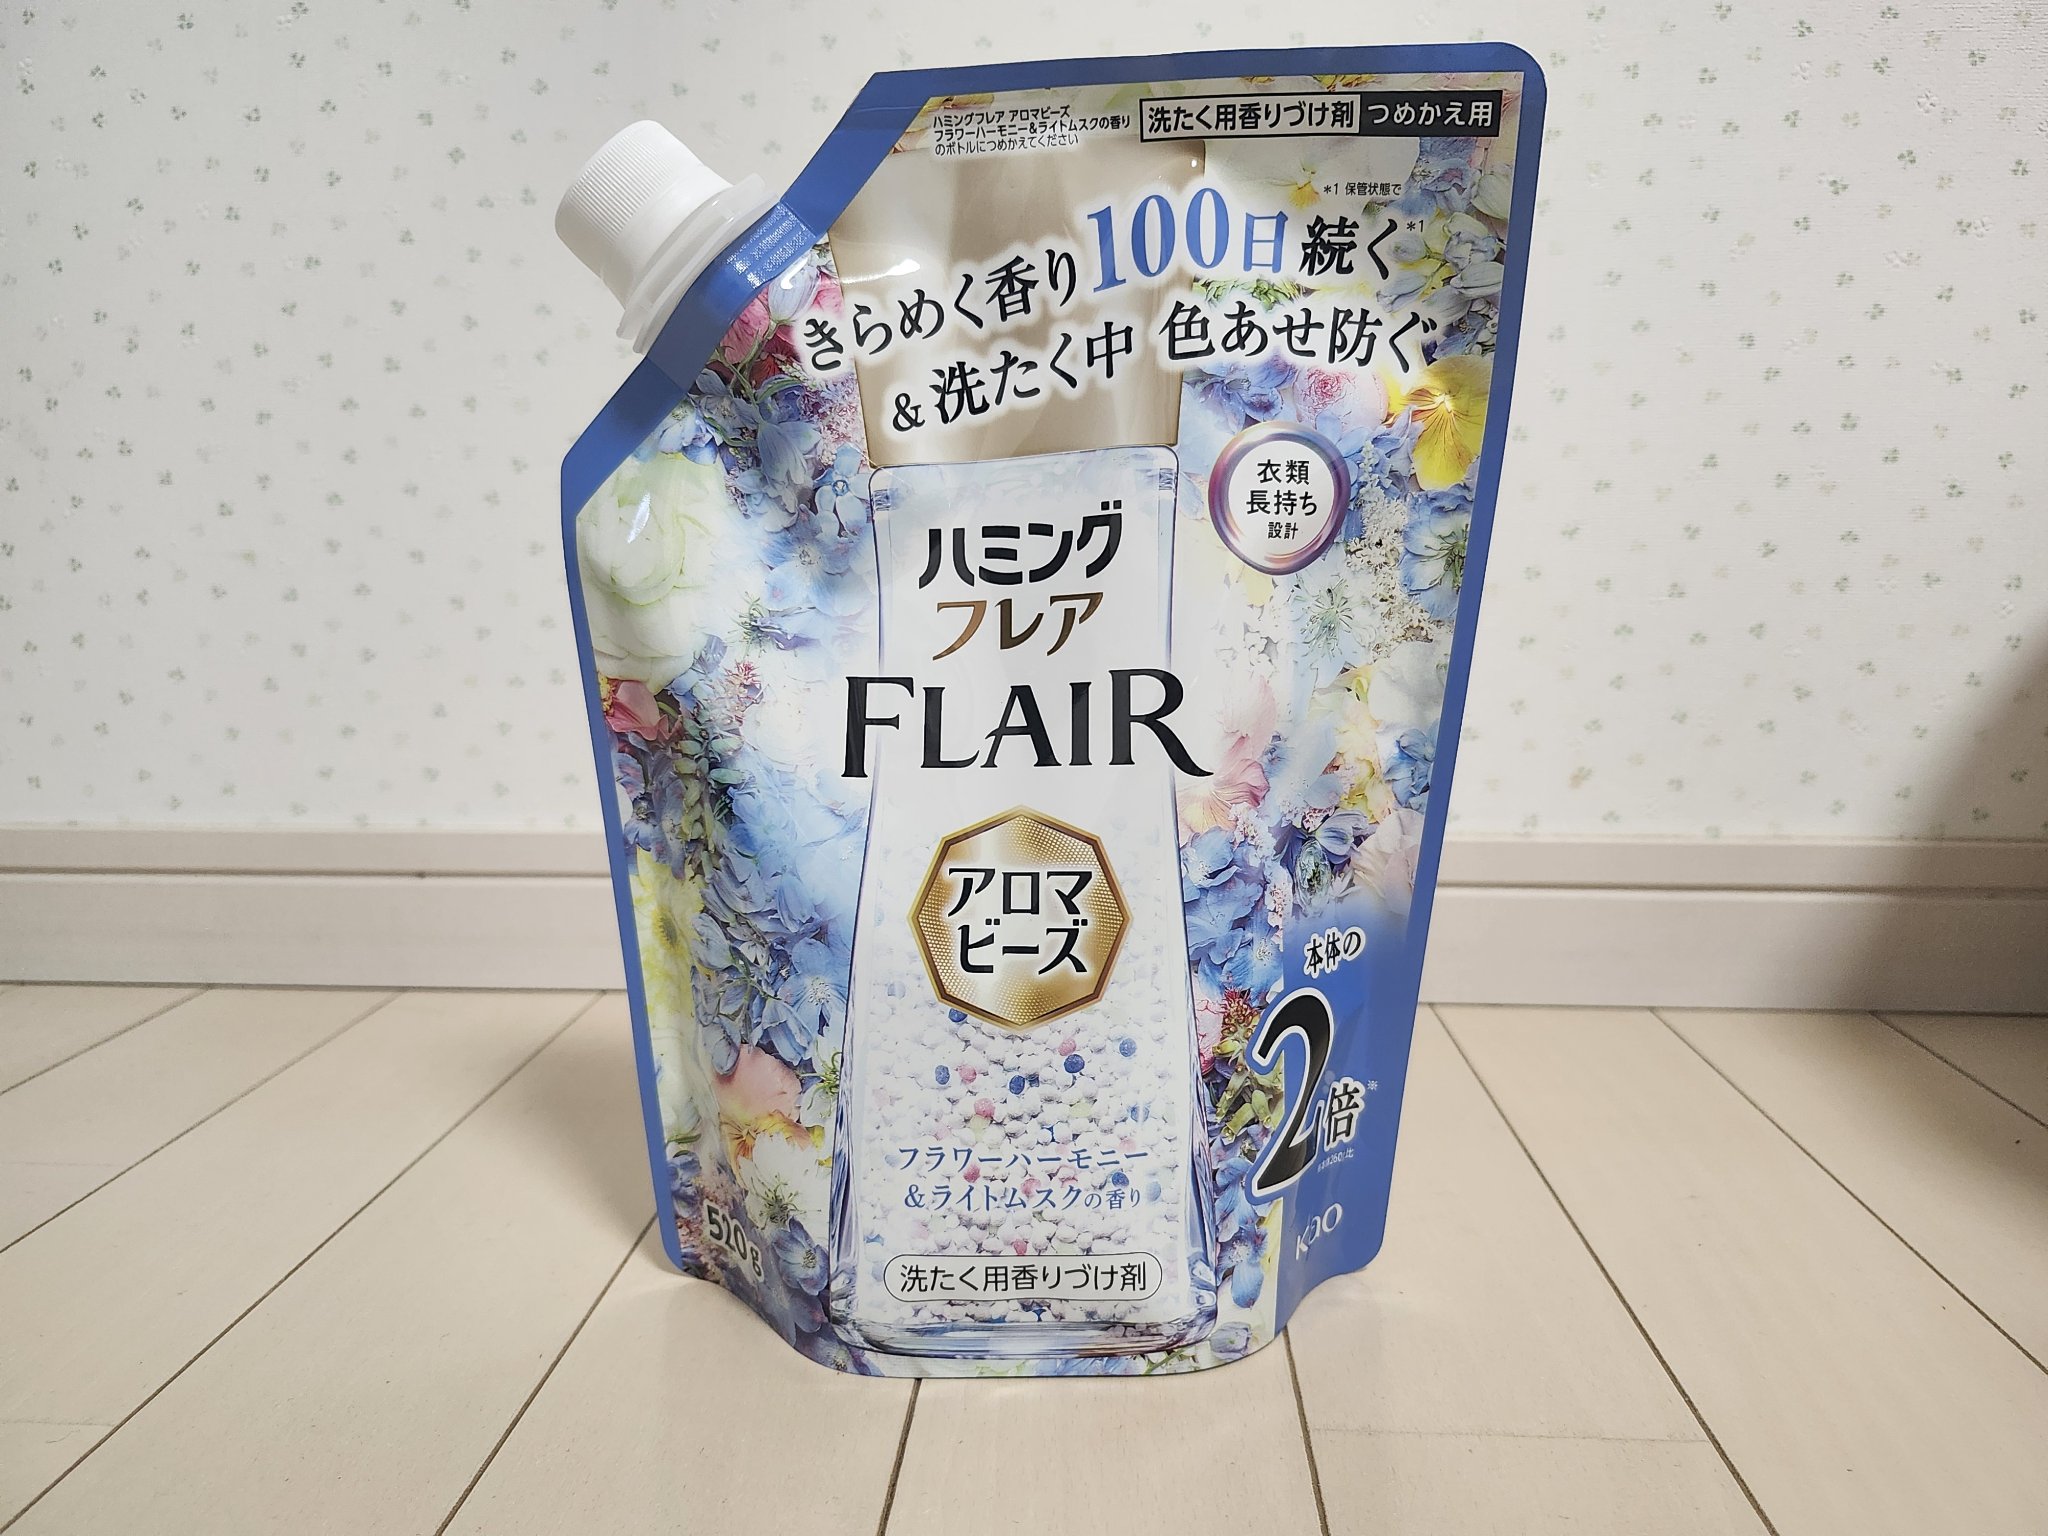 ハミングフレア アロマビーズ
フラワーハーモニー&ライトムスクの香り
のボトルにつめかえてください
洗たく用香りづけ剤 つめかえ用
*1 保管状態で
きらめく香り100日続く*1
&洗たく中 色あせ防ぐ
衣類
長持ち
設計
ハミング
フレア
FLAIR
アロマ
ビーズ
本体の
2倍※
フラワーハーモニー
&ライトムスクの香り
520g
洗たく用香りづけ剤
Kao